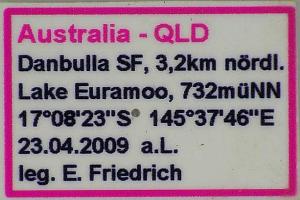 Australia - QLD
Danbulla SF, 3,2km nördl.
Lake Euramoo, 732müNN
17°08'23"S 145°37'46"E
23.04.2009 a.L.
leg. E. Friedrich